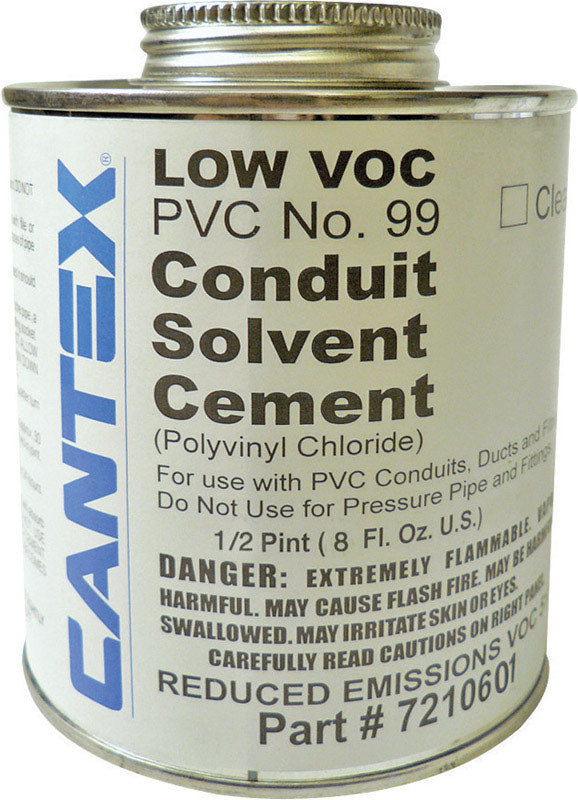 CANTEX®
LOW VOC
PVC No. 99
Conduit
Solvent
Cement
(Polyvinyl Chloride)
For use with PVC Conduits, Ducts and
Do Not Use for Pressure Pipe and Fittings
1/2 Pint ( 8 Fl. Oz. U.S.)
DANGER: EXTREMELY FLAMMABLE.
HARMFUL. MAY CAUSE FLASH FIRE. MAY BE
SWALLOWED. MAY IRRITATE SKIN OR EYES.
CAREFULLY READ CAUTIONS ON RIGHT PANEL
REDUCED EMISSIONS VOC
Part # 7210601
DO NOT